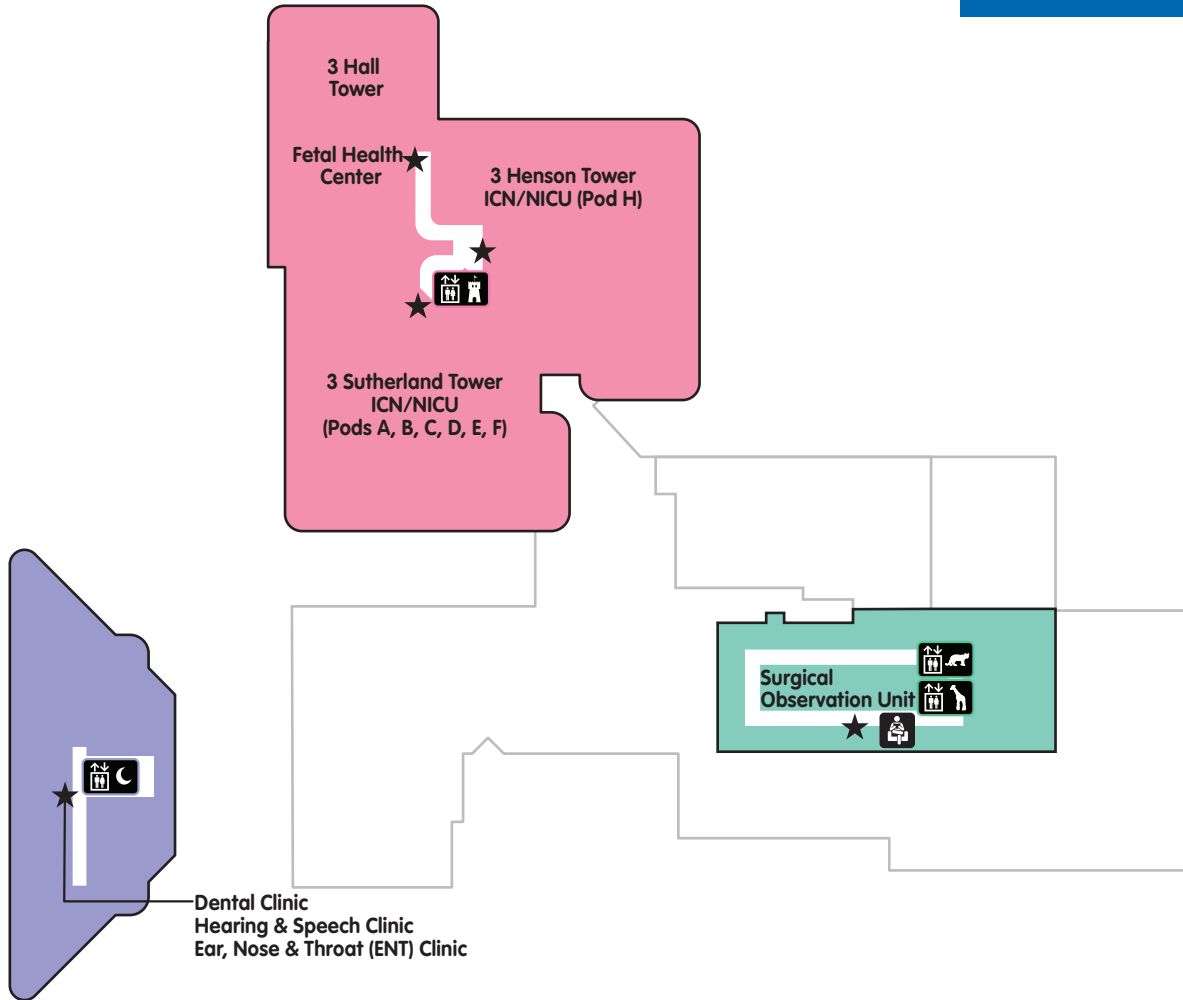 3 Hall
Tower
Fetal Health
Center
3 Henson Tower
ICN/NICU (Pod H)
3 Sutherland Tower
ICN/NICU
(Pods A, B, C, D, E, F)
Surgical
Observation Unit
Dental Clinic
Hearing & Speech Clinic
Ear, Nose & Throat (ENT) Clinic